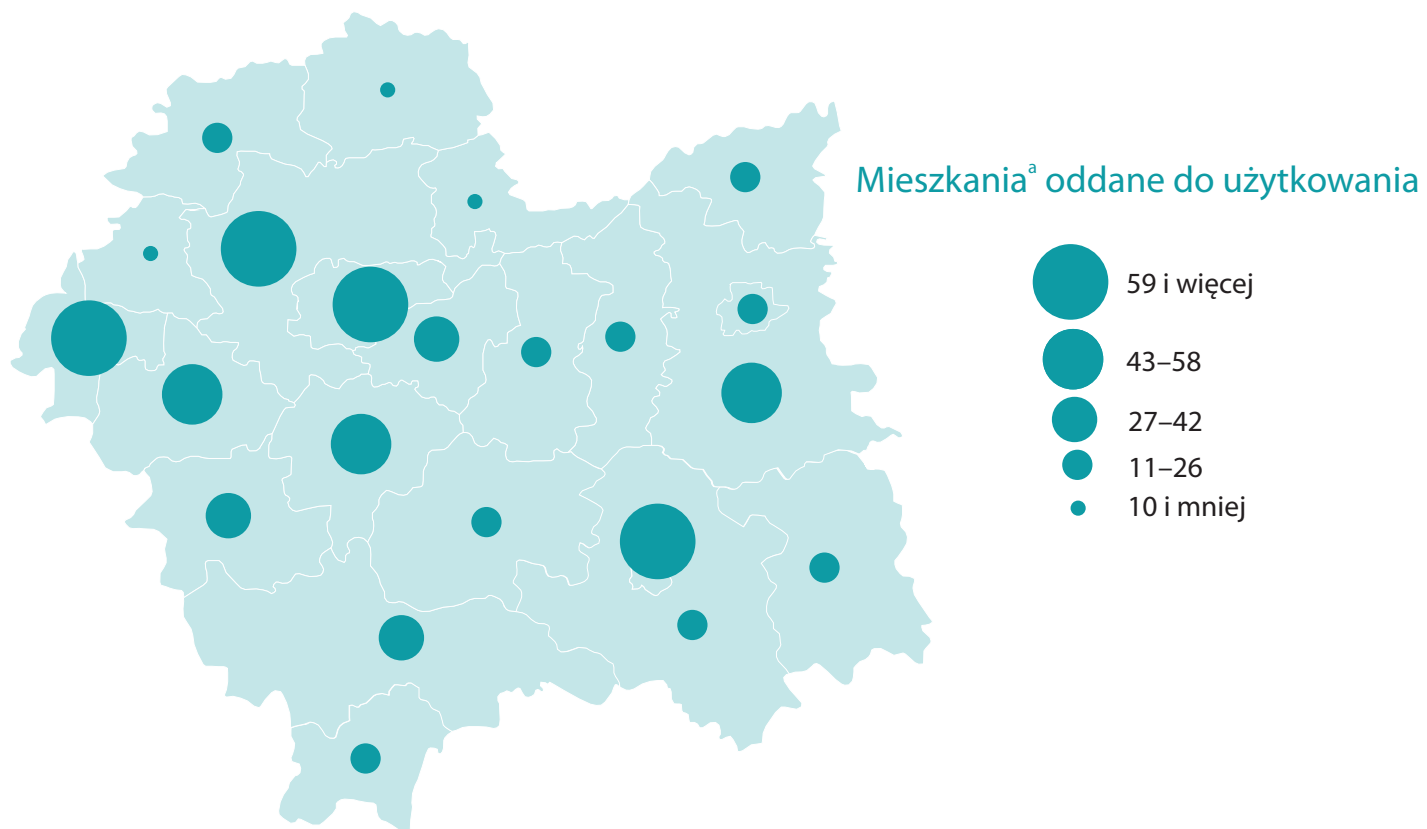 Mieszkaniaª oddane do użytkowania
59 i więcej
43–58
27–42
11–26
10 i mniej